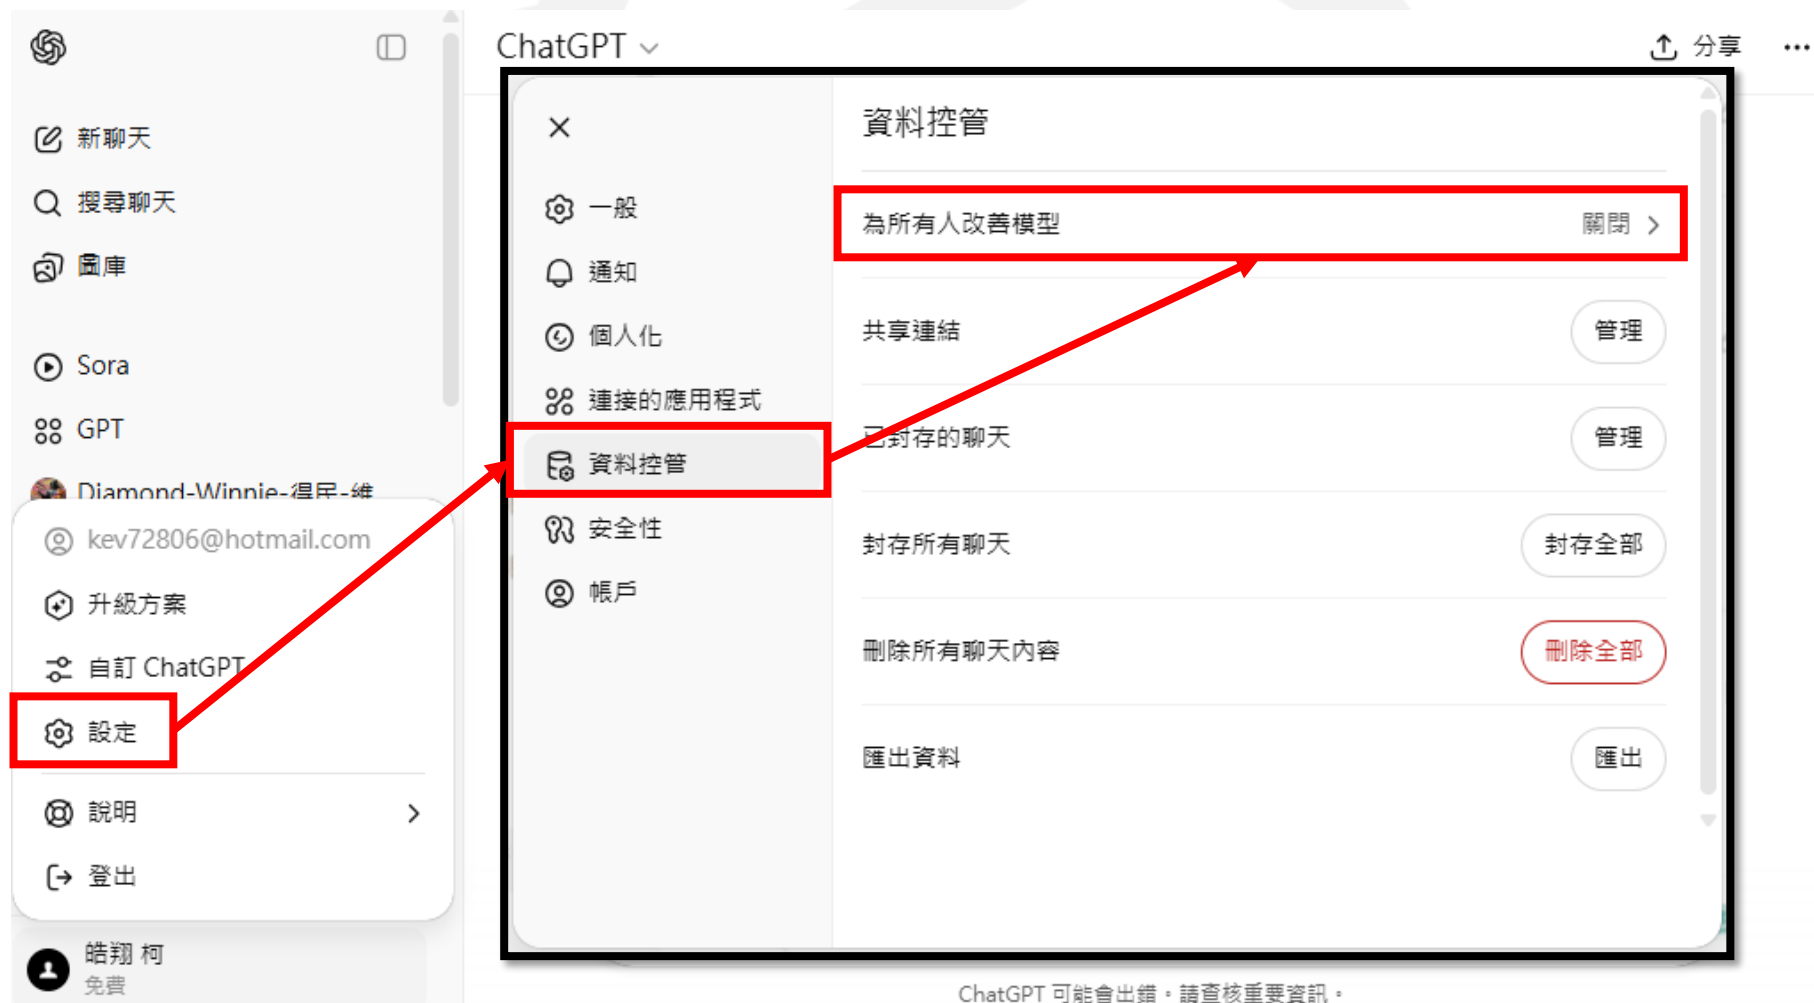 新聊天
搜尋聊天
圖庫
Sora
GPT
Diamond-Winnie-得民-維
kev72806@hotmail.com
升級方案
自訂 ChatGPT
設定
說明
登出
皓翔 柯
免費
ChatGPT
分享
一般
通知
個人化
連接的應用程式
資料控管
安全性
帳戶
資料控管
為所有人改善模型 關閉
共享連結 管理
已封存的聊天 管理
封存所有聊天 封存全部
刪除所有聊天內容 刪除全部
匯出資料 匯出
ChatGPT 可能會出錯。請查核重要資訊。